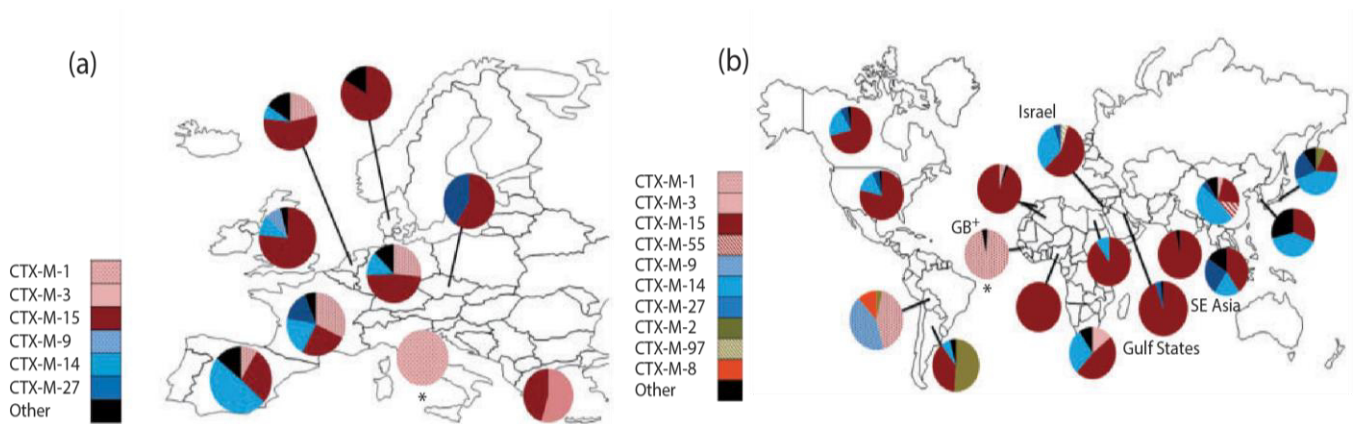 (a)
CTX-M-1
CTX-M-3
CTX-M-15
CTX-M-9
CTX-M-14
CTX-M-27
Other
*
(b)
CTX-M-1
CTX-M-3
CTX-M-15
CTX-M-55
CTX-M-9
CTX-M-14
CTX-M-27
CTX-M-2
CTX-M-97
CTX-M-8
Other
Israel
GB+
*
SE Asia
Gulf States